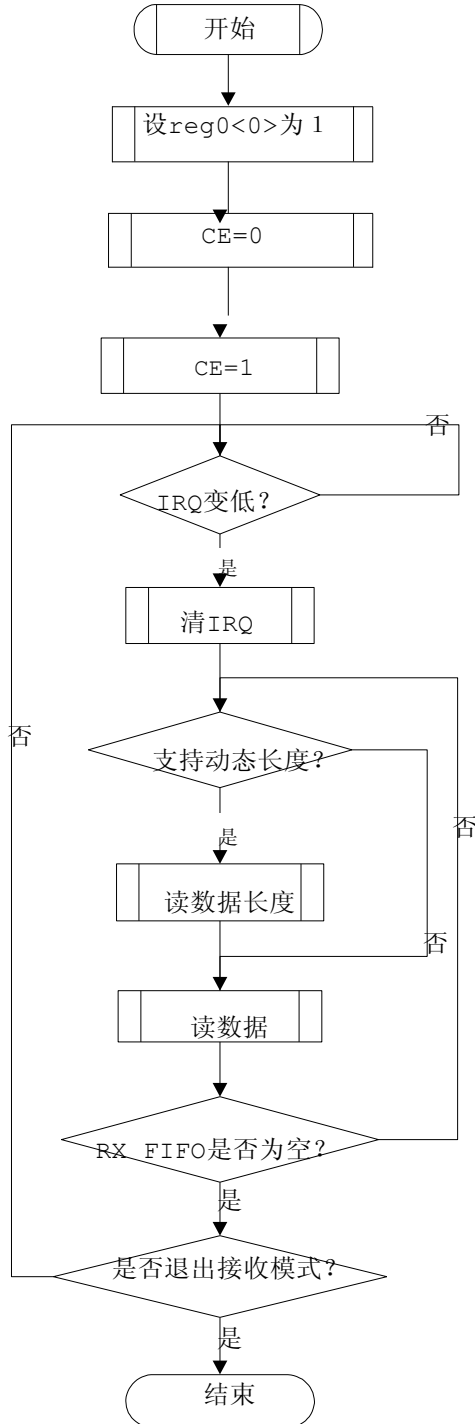 开始
设reg0<0>为1
CE=0
CE=1
否
IRQ变低？
是
清IRQ
否
支持动态长度？
否
是
读数据长度
否
读数据
RX FIFO是否为空？
是
是否退出接收模式？
是
结束